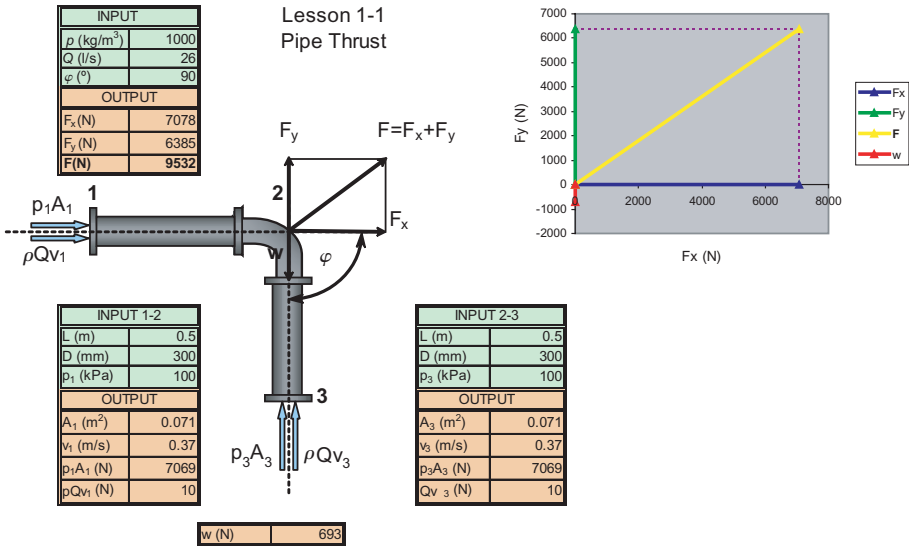 Lesson 1-1
Pipe Thrust
INPUT
p (kg/m³) 1000
Q (l/s) 26
φ (º) 90
OUTPUT
Fx(N) 7078
Fy(N) 6385
F(N) 9532
7000
6000
5000
4000
3000
2000
1000
0
-1000
-2000
Fy (N)
0 2000 4000 6000 8000
Fx (N)
Fx
Fy
F
w
Fy F=Fx+Fy
1 2
p1A1
Fx
ρQv1
w φ
INPUT 1-2
L (m) 0.5
D (mm) 300
p1 (kPa) 100
OUTPUT
A1 (m²) 0.071
v1 (m/s) 0.37
p1A1 (N) 7069
pQv1 (N) 10
3
p3A3 ρQv3
INPUT 2-3
L (m) 0.5
D (mm) 300
p3 (kPa) 100
OUTPUT
A3 (m²) 0.071
v3 (m/s) 0.37
p3A3 (N) 7069
Qv 3 (N) 10
w (N) 693